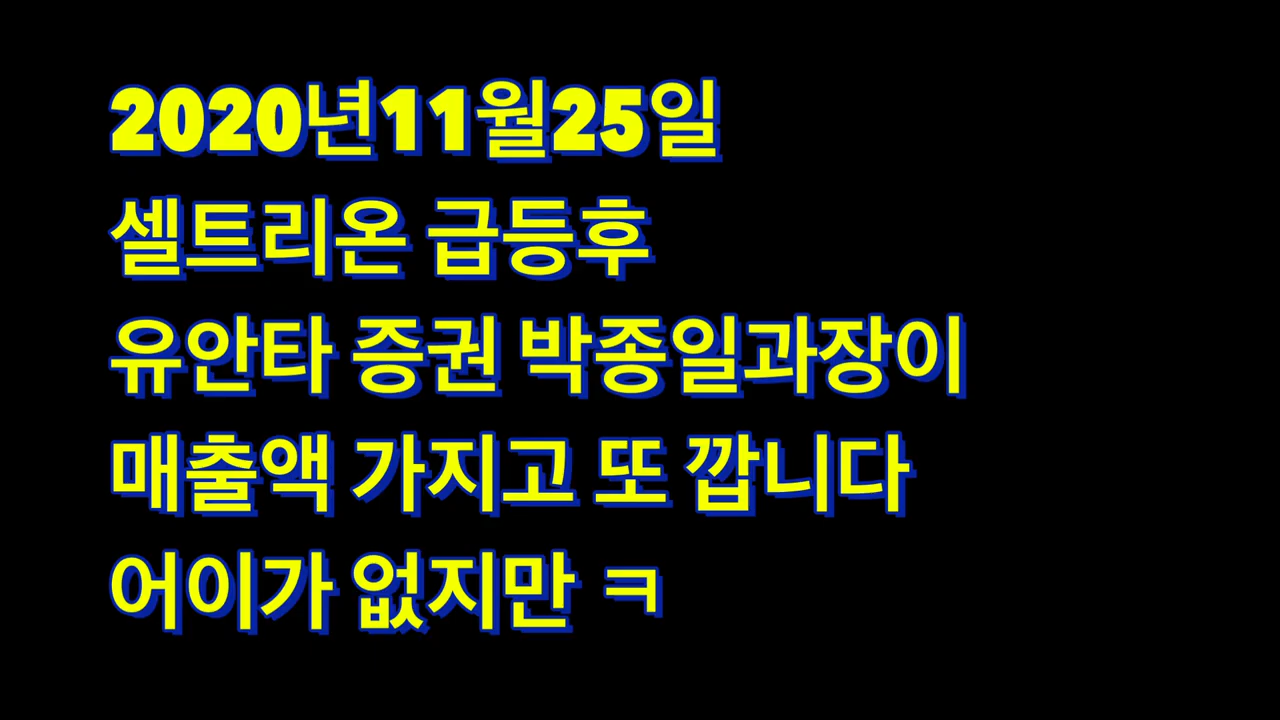 2020년11월25일
셀트리온 급등후
유안타 증권 박종일과장이
매출액 가지고 또 깝니다
어이가 없지만 ㅋ